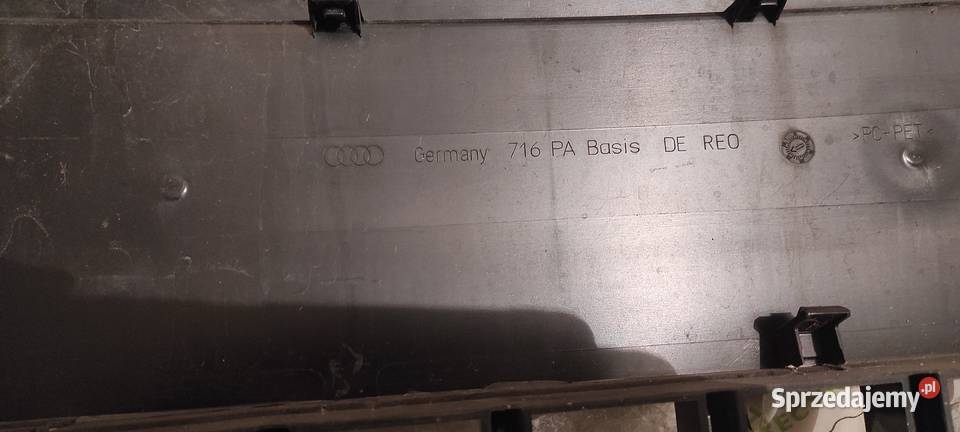 Germany 716 PA Basis DE REO
>PC-PET<
Sprzedajemy.pl